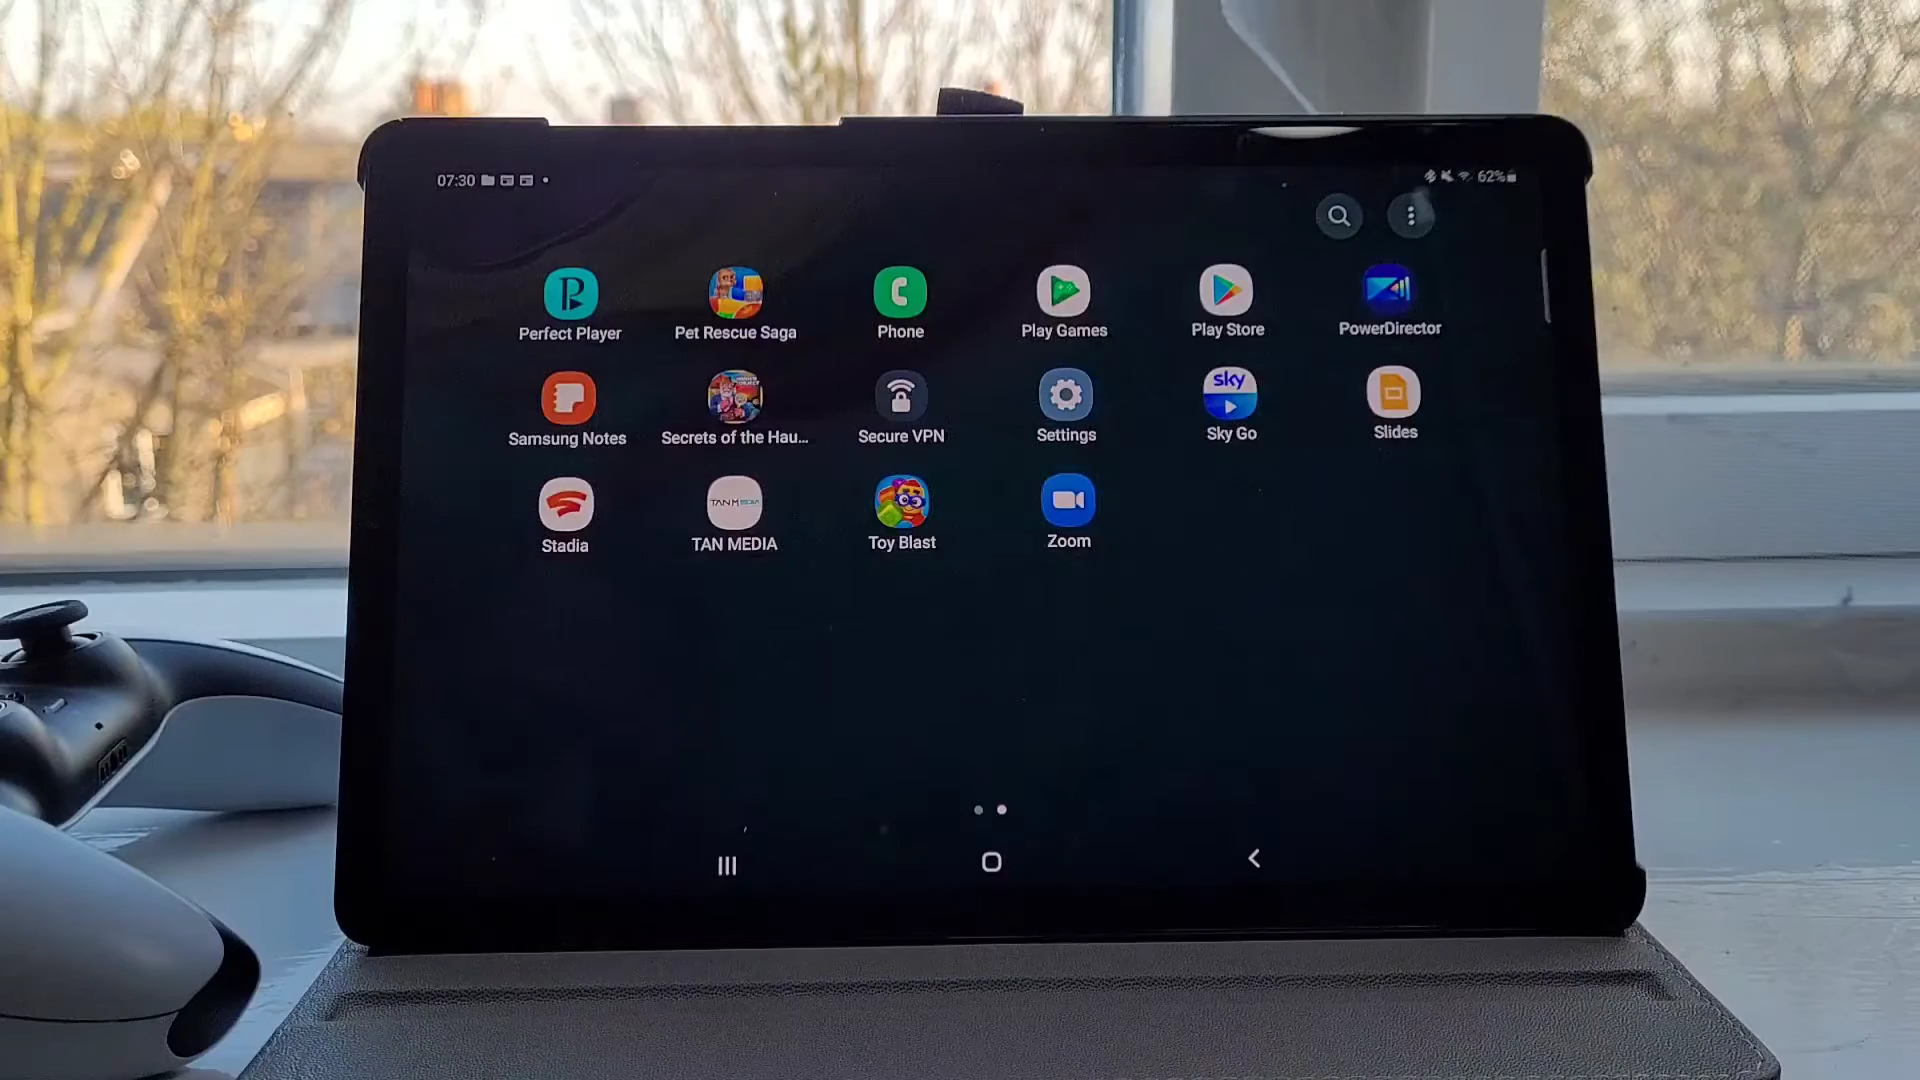 07:30 62%
Perfect Player Pet Rescue Saga Phone Play Games Play Store PowerDirector
sky
Samsung Notes Secrets of the Hau... Secure VPN Settings Sky Go Slides
TAN MEDIA
Stadia TAN MEDIA Toy Blast Zoom